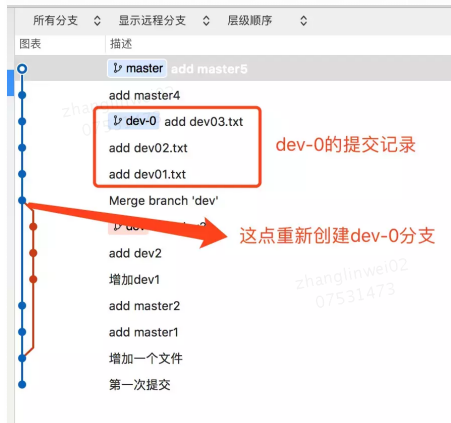 所有分支 显示远程分支 层级顺序
图表 描述
master add master5
add master4
dev-0 add dev03.txt
dev-0的提交记录
add dev02.txt
add dev01.txt
Merge branch 'dev'
这点重新创建dev-0分支
add dev2
增加dev1
zhanglinwei02
07531473
add master2
add master1
增加一个文件
第一次提交